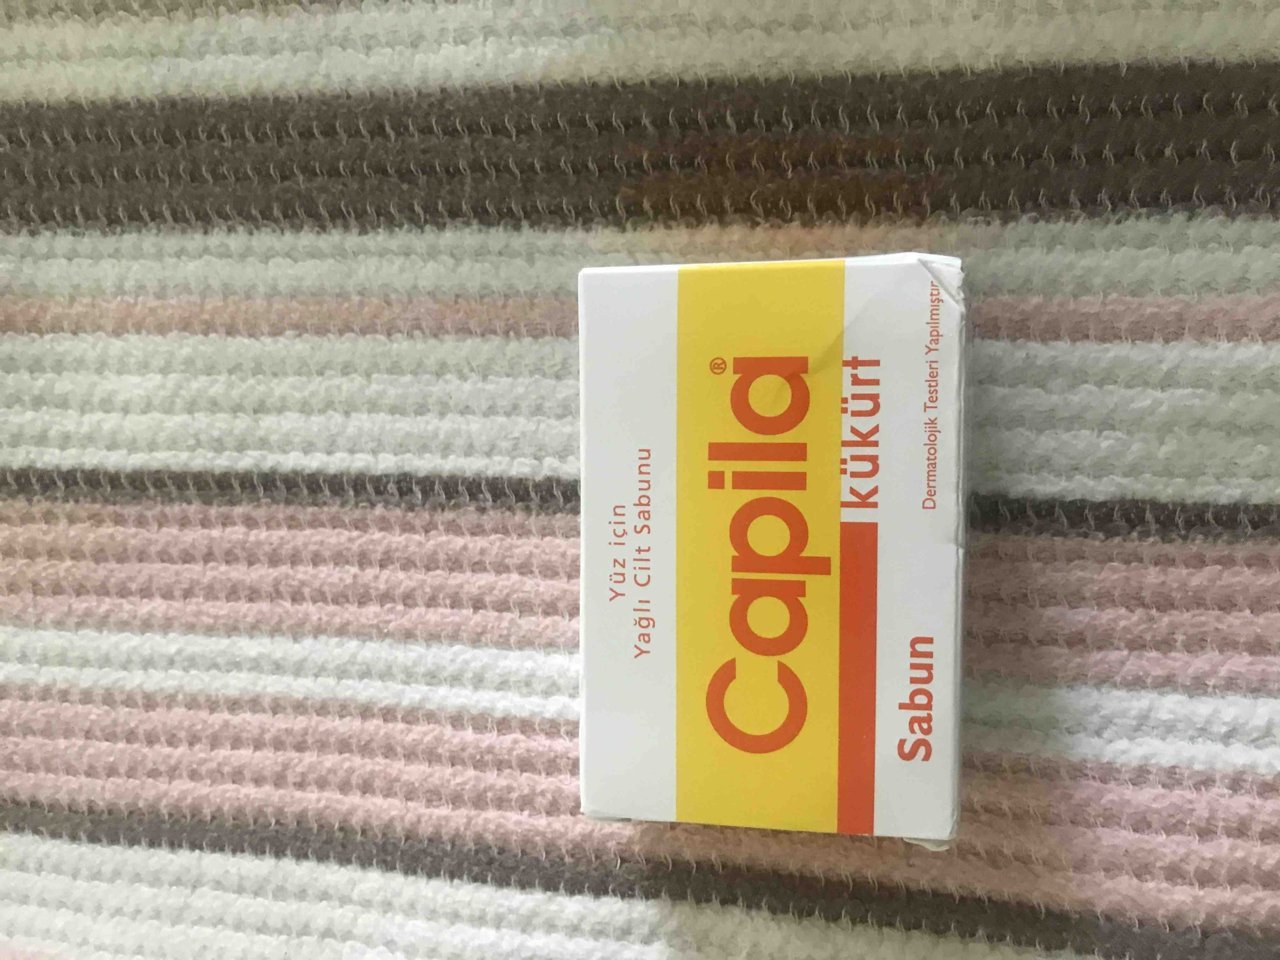 Yüz için
Yağlı Cilt Sabunu
Capila®
kükürt
Sabun
Dermatolojik Testleri Yapılmıştır